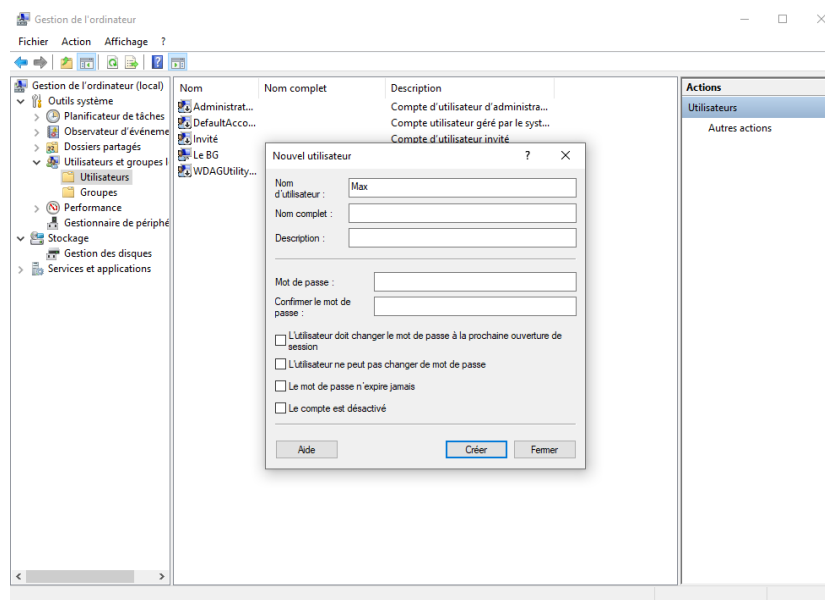 Gestion de l'ordinateur
Fichier Action Affichage ?
Gestion de l'ordinateur (local)
Outils système
Planificateur de tâches
Observateur d'événeme
Dossiers partagés
Utilisateurs et groupes l
Utilisateurs
Groupes
Performance
Gestionnaire de périphé
Stockage
Gestion des disques
Services et applications
Nom Nom complet Description
Administrat... Compte d'utilisateur d'administra...
DefaultAcco... Compte utilisateur géré par le syst...
Invité Compte d'utilisateur invité
Le BG
WDAGUtility...
Nouvel utilisateur ?
Nom
d'utilisateur : Max
Nom complet :
Description :
Mot de passe :
Confirmer le mot de
passe :
L'utilisateur doit changer le mot de passe à la prochaine ouverture de
session
L'utilisateur ne peut pas changer de mot de passe
Le mot de passe n'expire jamais
Le compte est désactivé
Aide Créer Fermer
Actions
Utilisateurs
Autres actions